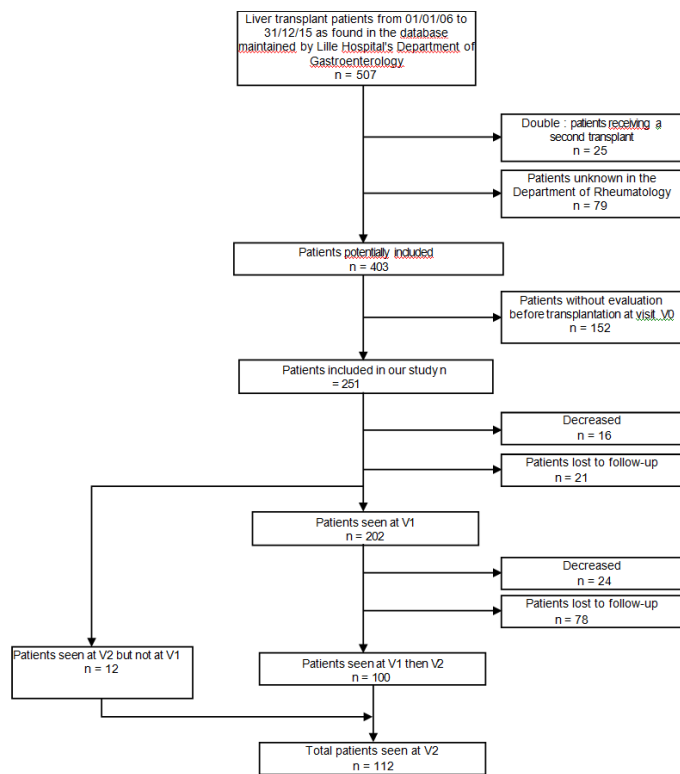 Liver transplant patients from 01/01/06 to
31/12/15 as found in the database
maintained by Lille Hospital's Department of
Gastroenterology
n = 507
Double : patients receiving a
second transplant
n = 25
Patients unknown in the
Department of Rheumatology
n = 79
Patients potentially included
n = 403
Patients without evaluation
before transplantation at visit V0
n = 152
Patients included in our study n
= 251
Decreased
n = 16
Patients lost to follow-up
n = 21
Patients seen at V1
n = 202
Decreased
n = 24
Patients lost to follow-up
n = 78
Patients seen at V2 but not at V1
n = 12
Patients seen at V1 then V2
n = 100
Total patients seen at V2
n = 112